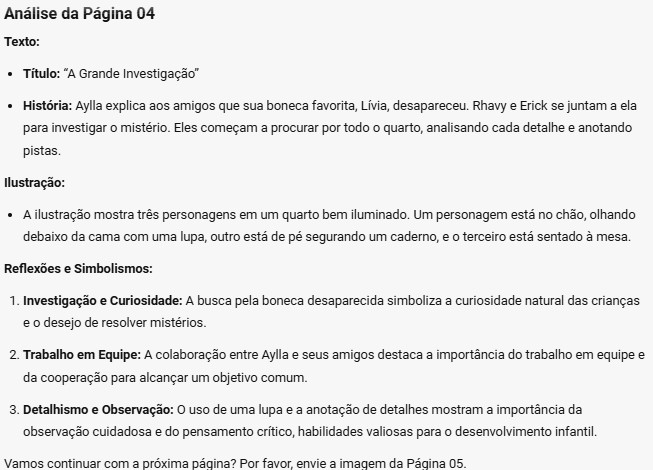 Análise da Página 04
Texto:
• Título: “A Grande Investigação”
• História: Aylla explica aos amigos que sua boneca favorita, Lívia, desapareceu. Rhavy e Erick se juntam a ela
para investigar o mistério. Eles começam a procurar por todo o quarto, analisando cada detalhe e anotando
pistas.
Ilustração:
• A ilustração mostra três personagens em um quarto bem iluminado. Um personagem está no chão, olhando
debaixo da cama com uma lupa, outro está de pé segurando um caderno, e o terceiro está sentado à mesa.
Reflexões e Simbolismos:
1. Investigação e Curiosidade: A busca pela boneca desaparecida simboliza a curiosidade natural das crianças
e o desejo de resolver mistérios.
2. Trabalho em Equipe: A colaboração entre Aylla e seus amigos destaca a importância do trabalho em equipe e
da cooperação para alcançar um objetivo comum.
3. Detalhismo e Observação: O uso de uma lupa e a anotação de detalhes mostram a importância da
observação cuidadosa e do pensamento crítico, habilidades valiosas para o desenvolvimento infantil.
Vamos continuar com a próxima página? Por favor, envie a imagem da Página 05.